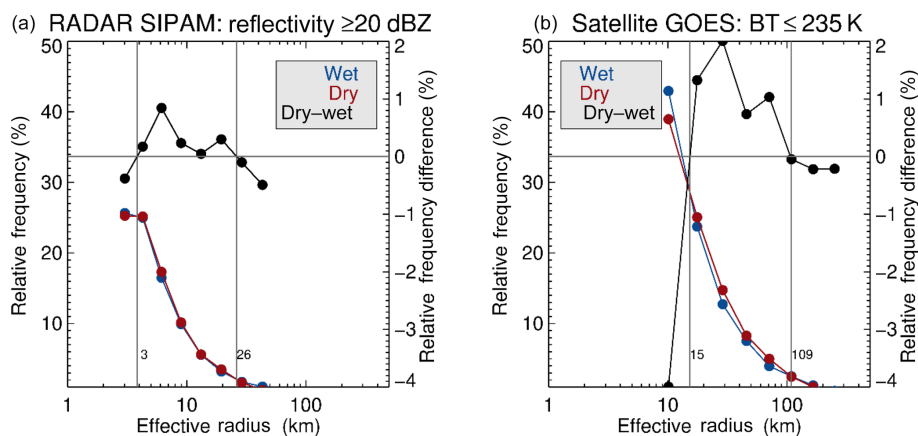 (a) RADAR SIPAM: reflectivity ≥20 dBZ
50
40
30
20
10
Relative frequency (%)
Wet
Dry
Dry–wet
2
1
0
−1
−2
−3
−4
Relative frequency difference (%)
3
26
1
10
100
Effective radius (km)
(b) Satellite GOES: BT ≤ 235 K
50
40
30
20
10
Relative frequency (%)
Wet
Dry
Dry–wet
2
1
0
−1
−2
−3
−4
Relative frequency difference (%)
15
109
1
10
100
Effective radius (km)